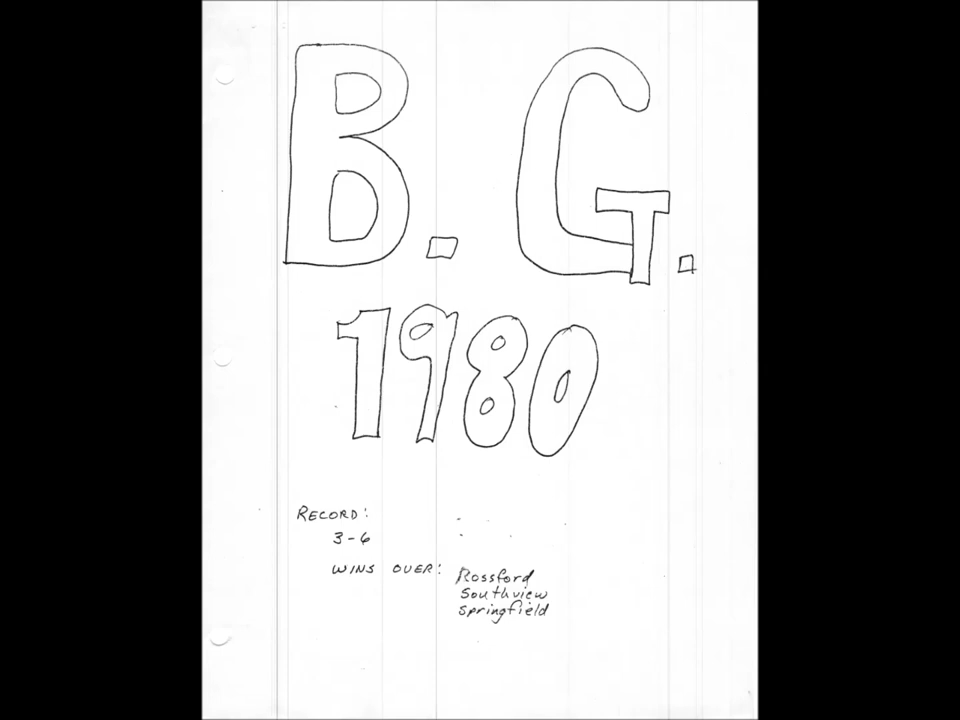 B. G.
1980
RECORD:
3-6
WINS OVER: Rossford
Southview
Springfield